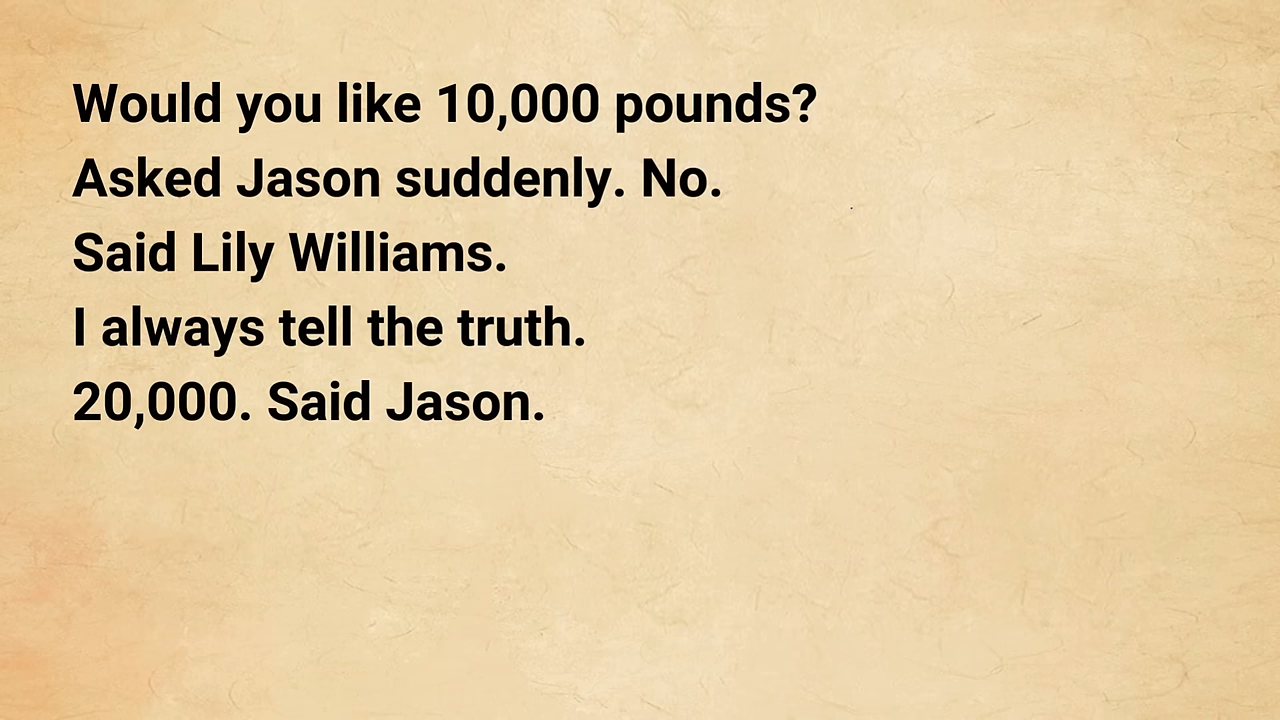 Would you like 10,000 pounds?
Asked Jason suddenly. No.
Said Lily Williams.
I always tell the truth.
20,000. Said Jason.